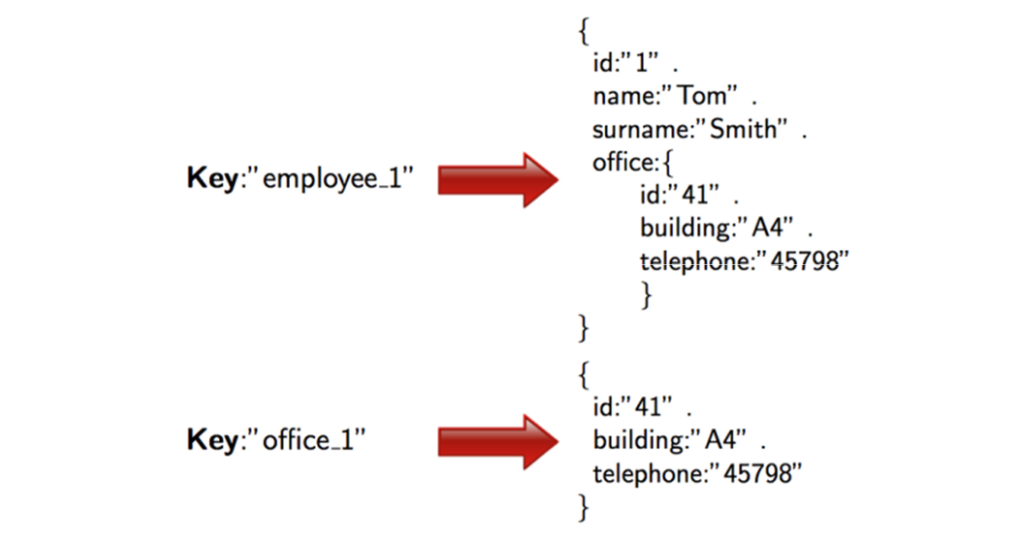 {
id:"1" .
name:"Tom" .
surname:"Smith" .
office:{
Key:"employee_1"
id:"41" .
building:"A4" .
telephone:"45798"
}
}
{
id:"41" .
Key:"office_1"
building:"A4" .
telephone:"45798"
}